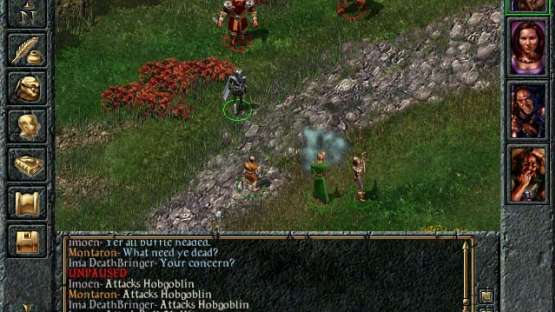 Imoen- Yer all buffle headed.
Montaron- What need ye dead?
Ima DeathBringer- Your concern?
UNPAUSED
Imoen- Attacks Hobgoblin
Montaron- Attacks Hobgoblin
Ima DeathBringer- Attacks Hobgoblin